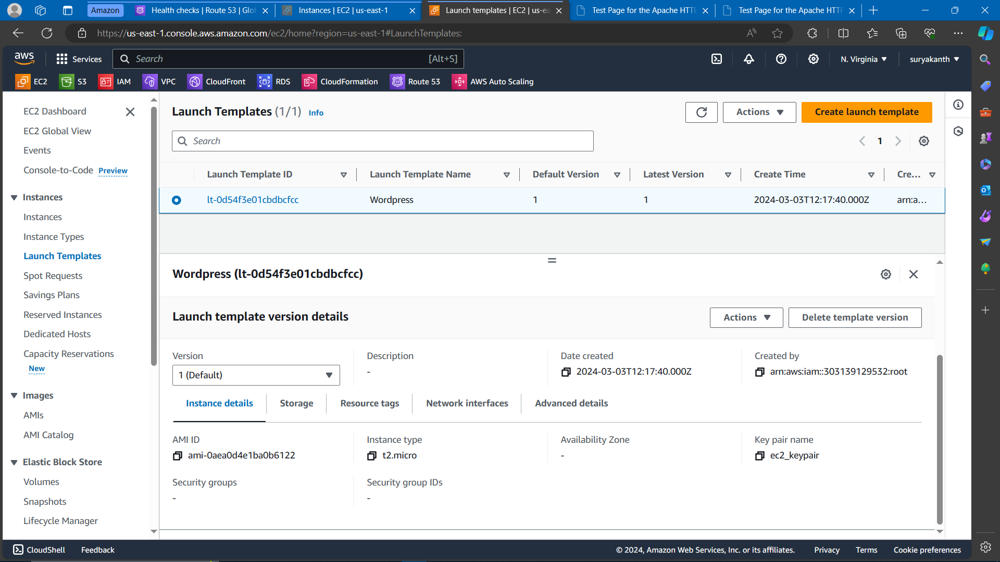 Amazon
Health checks | Route 53 | Glo
Instances | EC2 | us-east-1
Launch templates | EC2 | us-ea
Test Page for the Apache HTTP
Test Page for the Apache HTTP
https://us-east-1.console.aws.amazon.com/ec2/home?region=us-east-1#LaunchTemplates:
aws
Services
Search
[Alt+S]
N. Virginia
suryakanth
EC2
S3
IAM
VPC
CloudFront
RDS
CloudFormation
Route 53
AWS Auto Scaling
EC2 Dashboard
EC2 Global View
Events
Console-to-Code Preview
Instances
Instances
Instance Types
Launch Templates
Spot Requests
Savings Plans
Reserved Instances
Dedicated Hosts
Capacity Reservations
New
Images
AMIs
AMI Catalog
Elastic Block Store
Volumes
Snapshots
Lifecycle Manager
Launch Templates (1/1) Info
Actions
Create launch template
Search
1
Launch Template ID
Launch Template Name
Default Version
Latest Version
Create Time
Cre...
lt-0d54f3e01cbdbcfcc
Wordpress
1
1
2024-03-03T12:17:40.000Z
arn:a...
Wordpress (lt-0d54f3e01cbdbcfcc)
Launch template version details
Actions
Delete template version
Version
1 (Default)
Description
-
Date created
2024-03-03T12:17:40.000Z
Created by
arn:aws:iam::303139129532:root
Instance details
Storage
Resource tags
Network interfaces
Advanced details
AMI ID
ami-0aea0d4e1ba0b6122
Instance type
t2.micro
Availability Zone
-
Key pair name
ec2_keypair
Security groups
-
Security group IDs
-
CloudShell
Feedback
© 2024, Amazon Web Services, Inc. or its affiliates.
Privacy
Terms
Cookie preferences